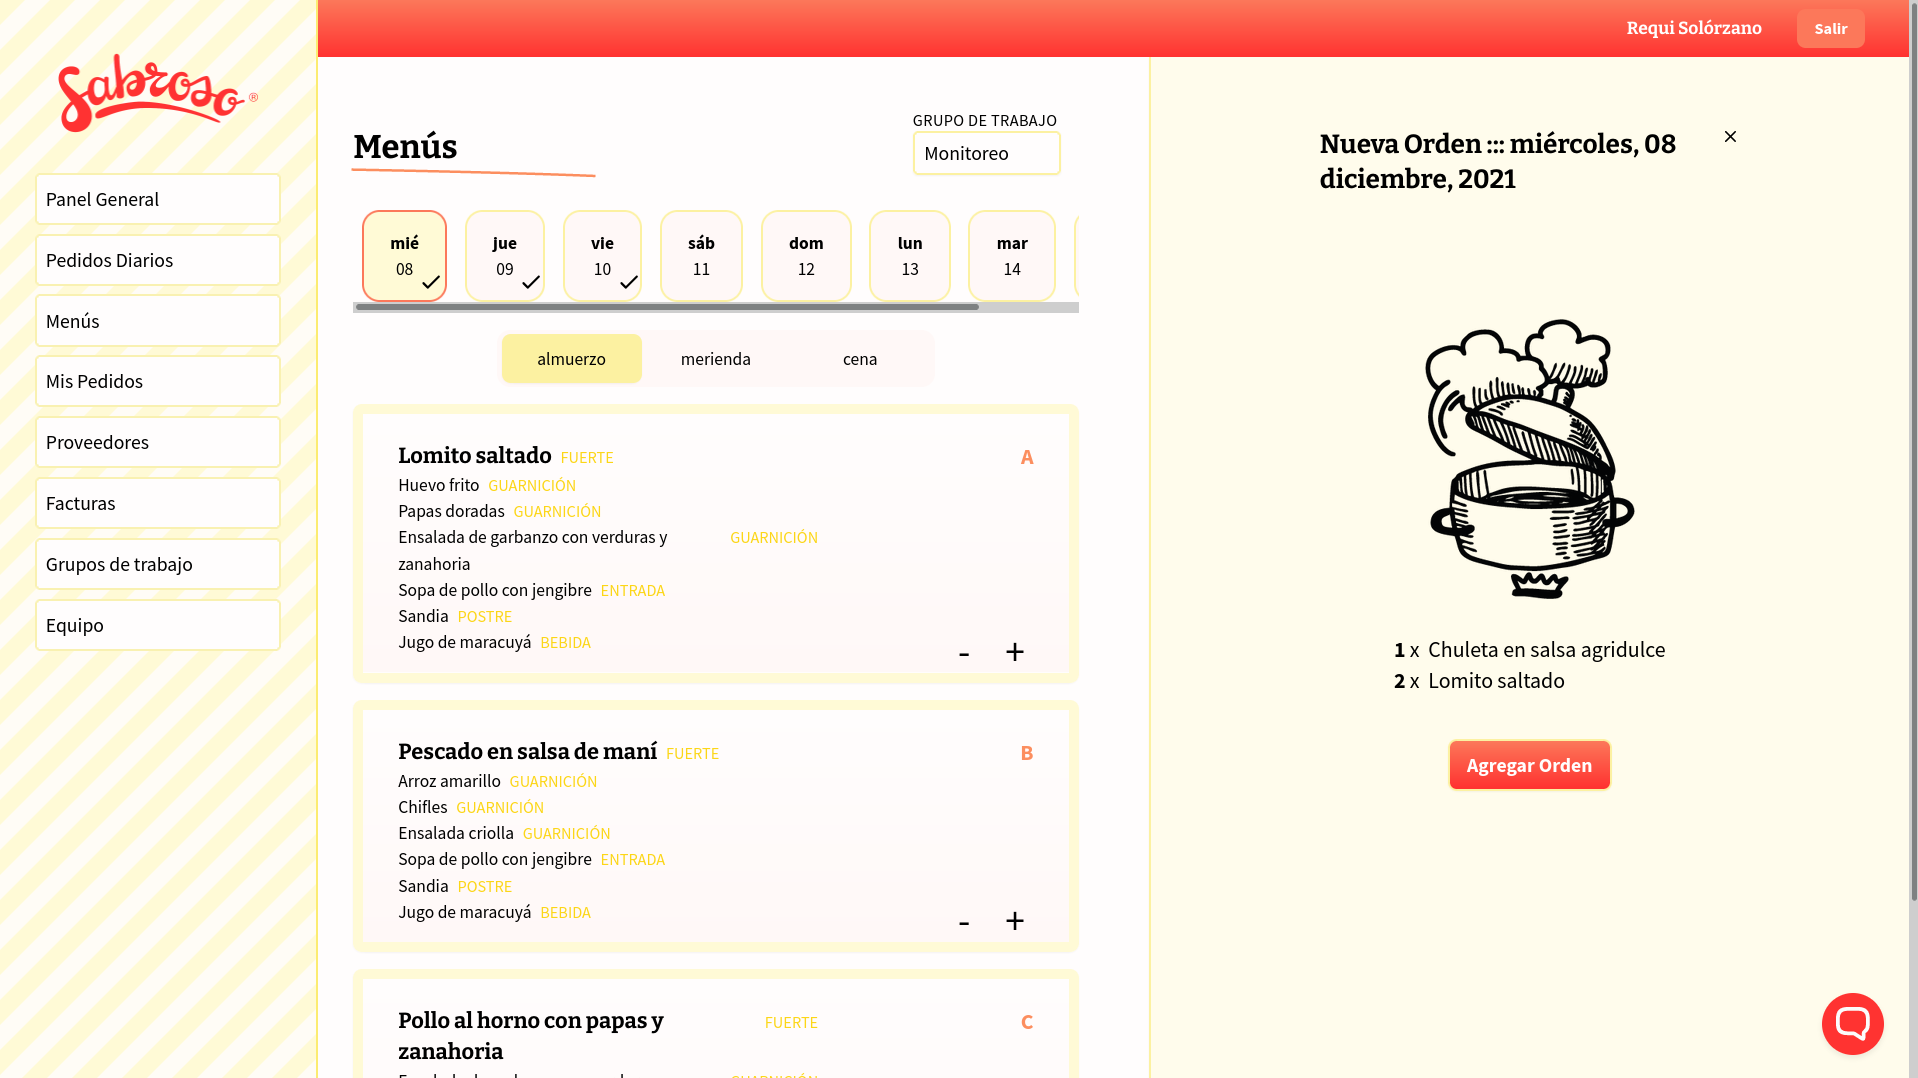 Sabroso ®
Panel General
Pedidos Diarios
Menús
Mis Pedidos
Proveedores
Facturas
Grupos de trabajo
Equipo
Requi Solórzano
Salir
Menús
GRUPO DE TRABAJO
Monitoreo
mié jue vie sáb dom lun mar
08 09 10 11 12 13 14
almuerzo merienda cena
Lomito saltado FUERTE A
Huevo frito GUARNICIÓN
Papas doradas GUARNICIÓN
Ensalada de garbanzo con verduras y GUARNICIÓN
zanahoria
Sopa de pollo con jengibre ENTRADA
Sandia POSTRE
Jugo de maracuyá BEBIDA
- +
Pescado en salsa de maní FUERTE B
Arroz amarillo GUARNICIÓN
Chifles GUARNICIÓN
Ensalada criolla GUARNICIÓN
Sopa de pollo con jengibre ENTRADA
Sandia POSTRE
Jugo de maracuyá BEBIDA
- +
Pollo al horno con papas y FUERTE C
zanahoria
Nueva Orden ::: miércoles, 08
diciembre, 2021
1 x Chuleta en salsa agridulce
2 x Lomito saltado
Agregar Orden